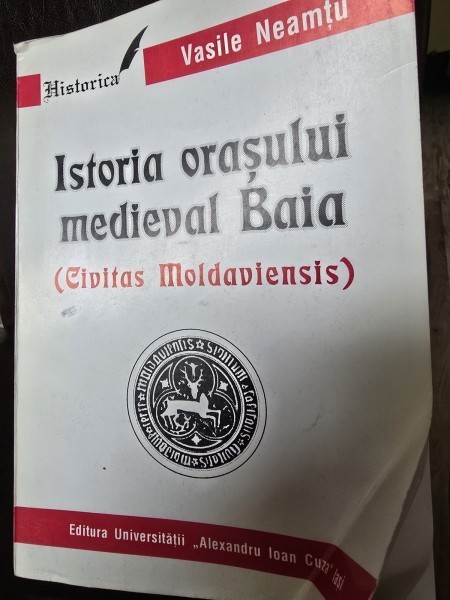 Vasile Neamțu
Historica
Istoria orașului
medieval Baia
(Civitas Moldaviensis)
Editura Universității „Alexandru Ioan Cuza" Iași